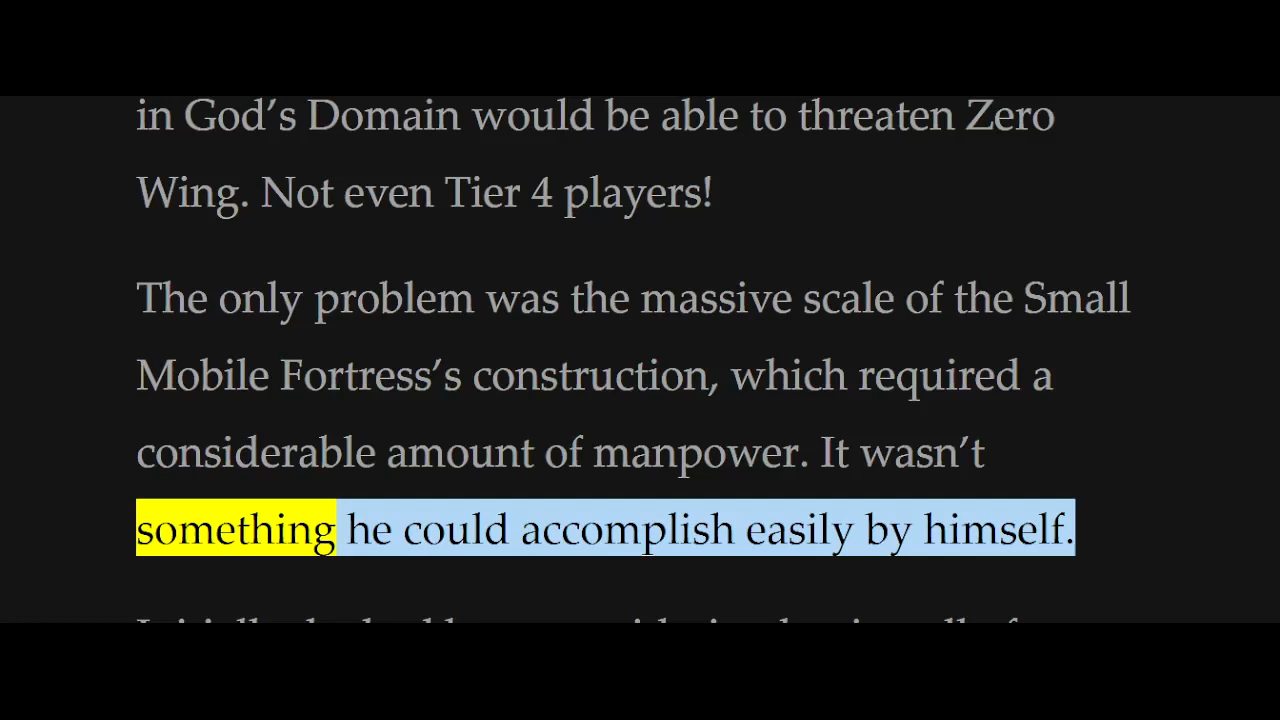 in God’s Domain would be able to threaten Zero
Wing. Not even Tier 4 players!
The only problem was the massive scale of the Small
Mobile Fortress’s construction, which required a
considerable amount of manpower. It wasn’t
something he could accomplish easily by himself.